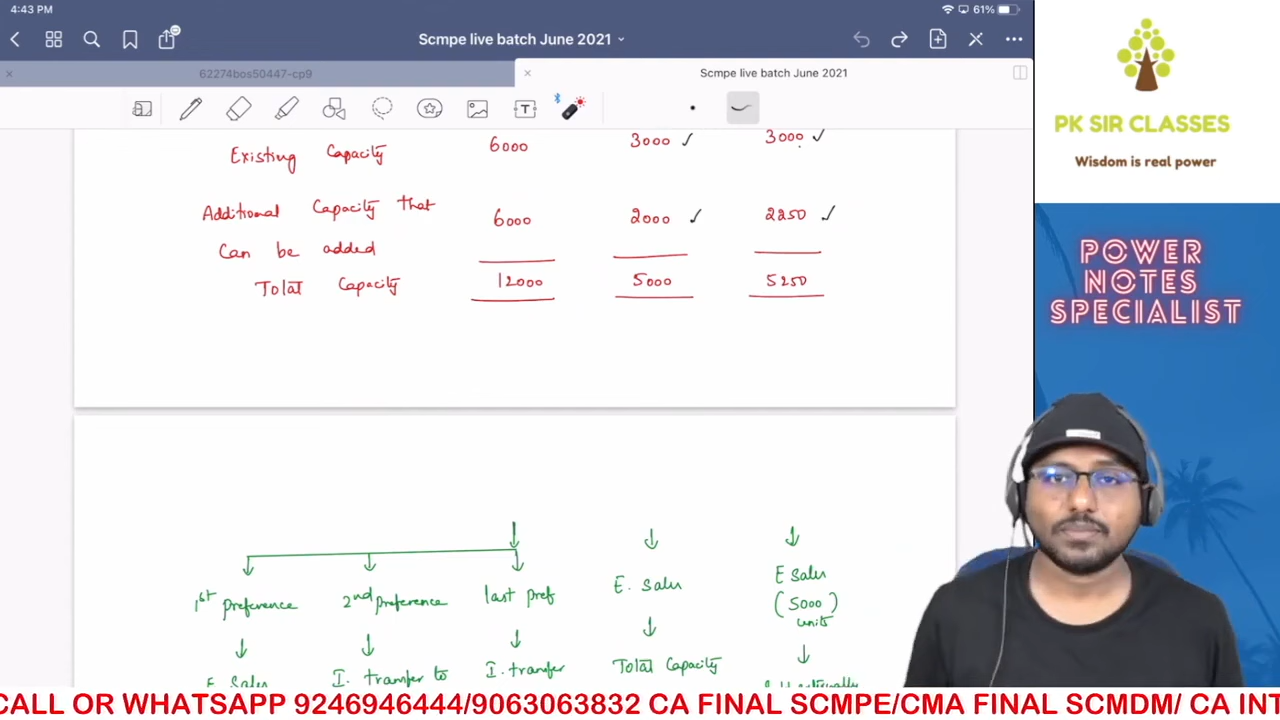 4:43 PM
61%
Scmpe live batch June 2021
62274bos50447-cp9
Scmpe live batch June 2021
T
PK SIR CLASSES
Wisdom is real power
POWER
NOTES
SPECIALIST
Existing Capacity 6000 3000 ✓ 3000 ✓
Additional Capacity that
6000 2000 ✓ 2250 ✓
Can be added
Total Capacity 12000 5000 5250
1st preference 2nd preference last pref E. sales E sales
(5000)
units
E. Sales I. transfer to I. transfer Total Capacity
CALL OR WHATSAPP 9246946444/9063063832 CA FINAL SCMPE/CMA FINAL SCMDM/ CA INT